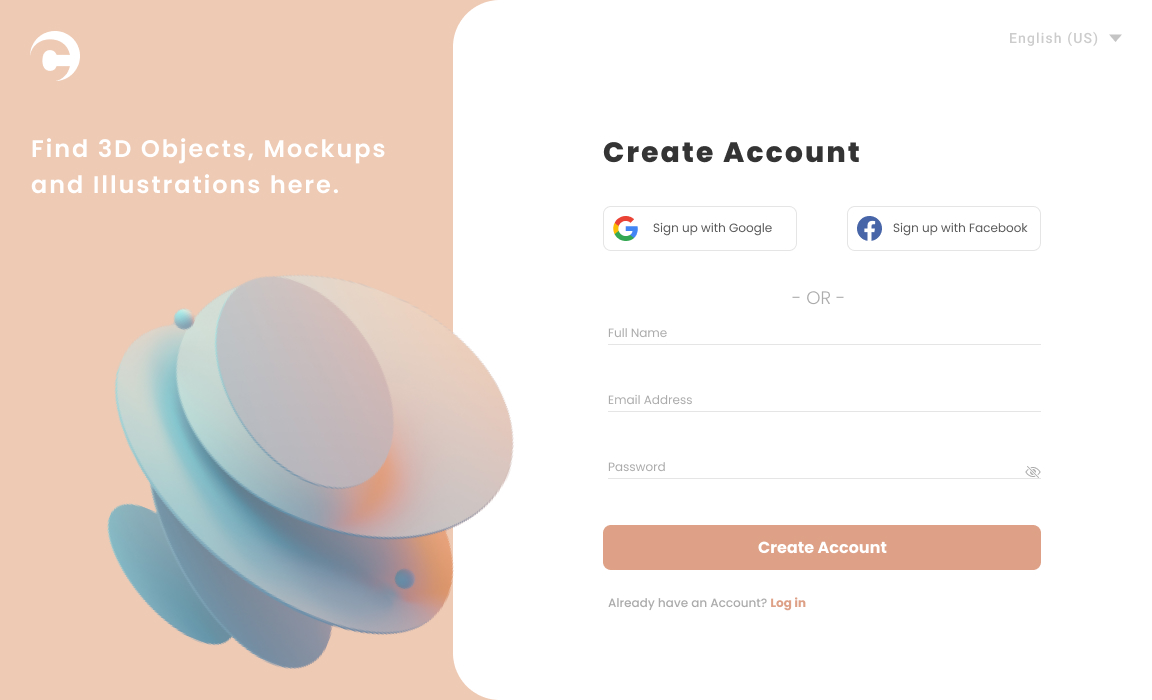 English (US)
Find 3D Objects, Mockups
and Illustrations here.
Create Account
Sign up with Google
Sign up with Facebook
- OR -
Full Name
Email Address
Password
Create Account
Already have an Account? Log in